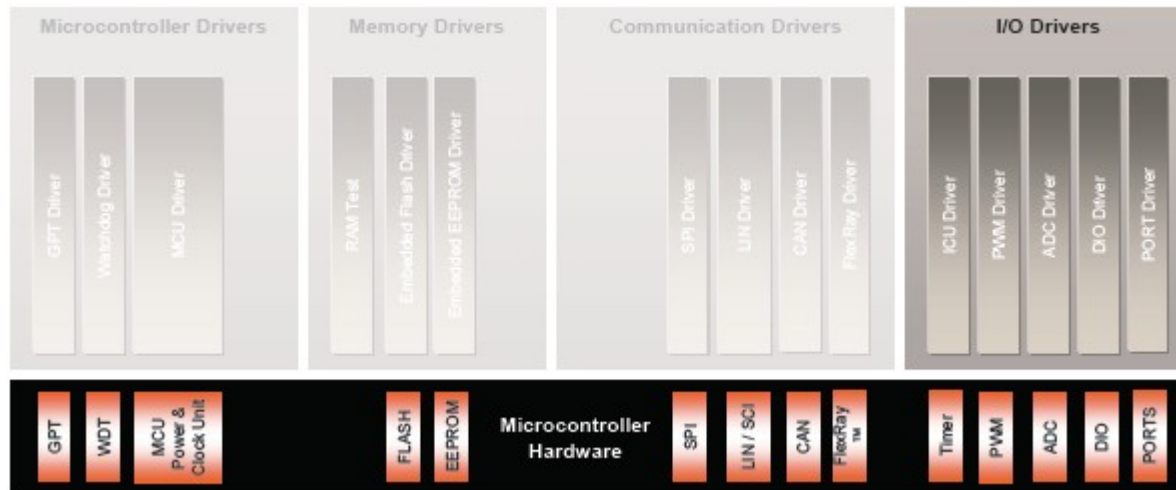 Microcontroller Drivers
Memory Drivers
Communication Drivers
I/O Drivers
GPT Driver
Watchdog Driver
MCU Driver
RAM Test
Embedded Flash Driver
Embedded EEPROM Driver
SPI Driver
LIN Driver
CAN Driver
FlexRay Driver
ICU Driver
PWM Driver
ADC Driver
DIO Driver
PORT Driver
GPT
WDT
MCU
Power &
Clock Unit
FLASH
EEPROM
Microcontroller
Hardware
SPI
LIN / SCI
CAN
FlexRay
TM
Timer
PWM
ADC
DIO
PORTS